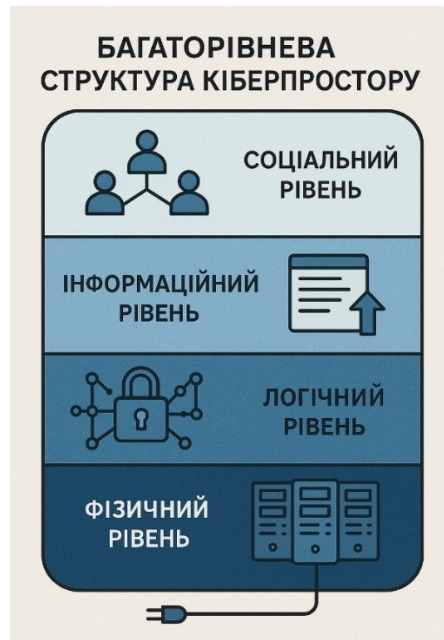 БАГАТОРІВНЕВА
СТРУКТУРА КІБЕРПРОСТОРУ
СОЦІАЛЬНИЙ
РІВЕНЬ
ІНФОРМАЦІЙНИЙ
РІВЕНЬ
ЛОГІЧНИЙ
РІВЕНЬ
ФІЗИЧНИЙ
РІВЕНЬ